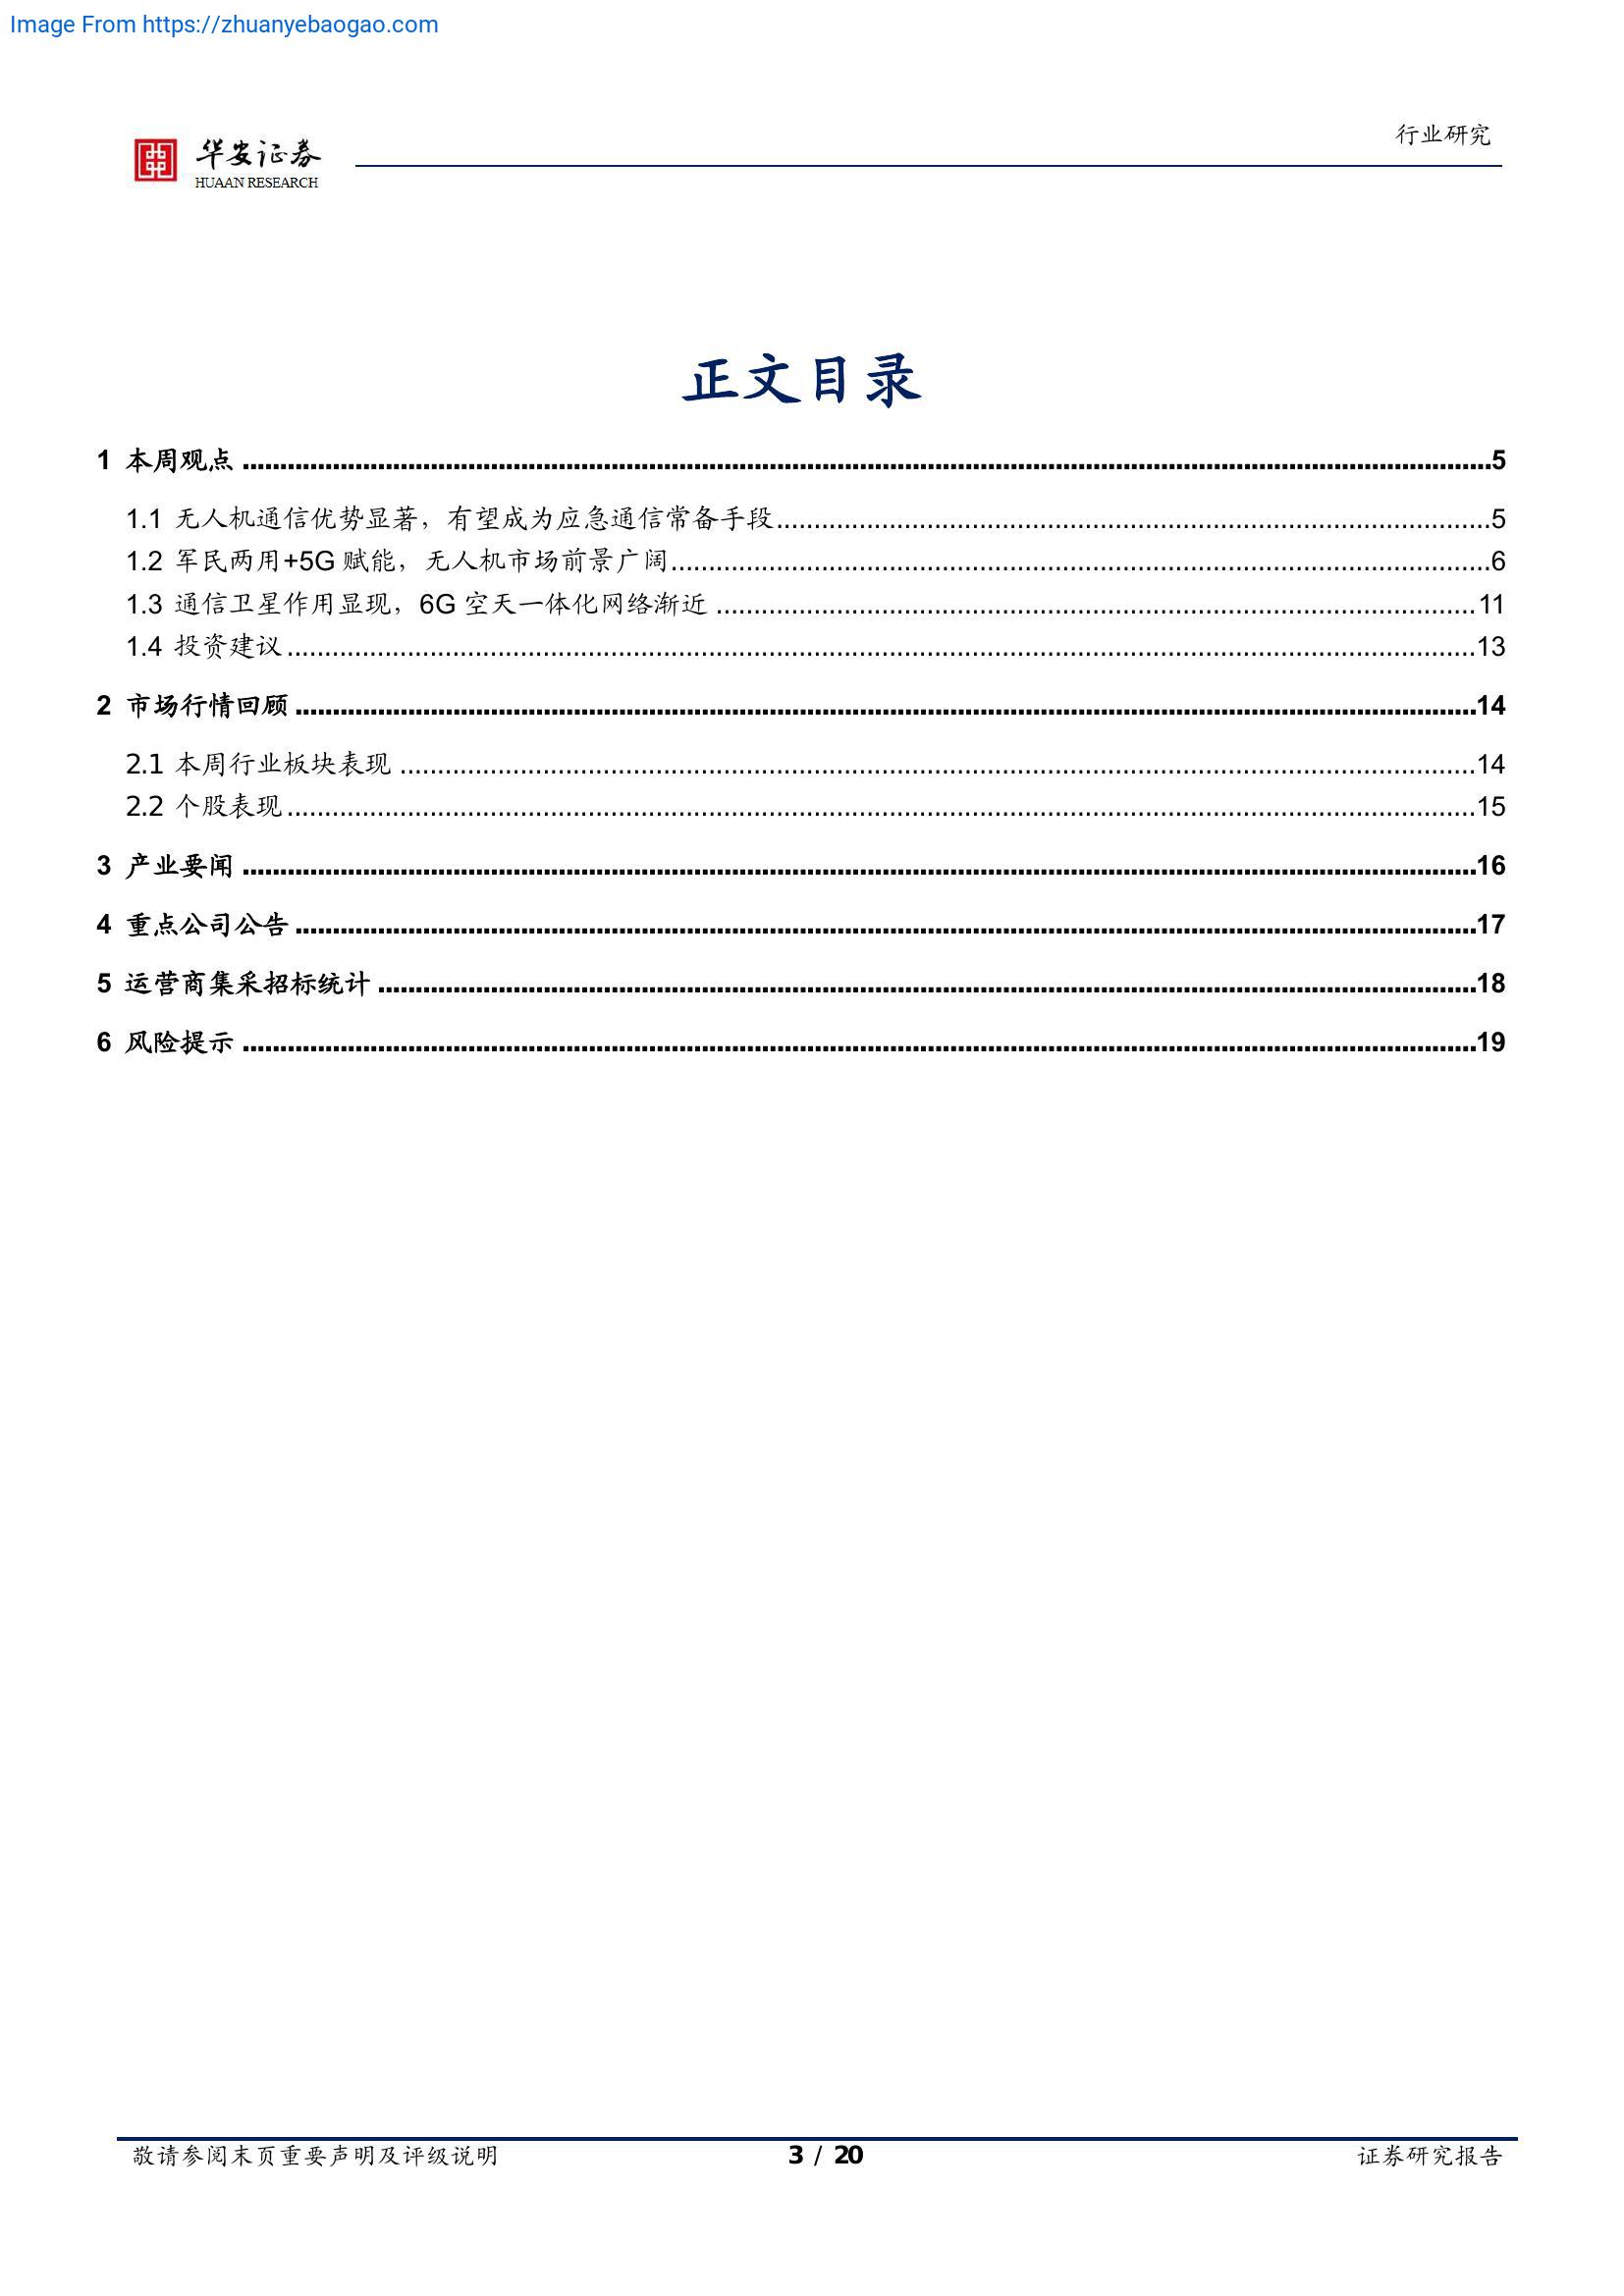 Image From https://zhuanyebaogao.com
行业研究
华安证券
HUAAN RESEARCH
正文目录
1 本周观点 ........................................ 5
1.1 无人机通信优势显著，有望成为应急通信常备手段 ........................................ 5
1.2 军民两用+5G 赋能，无人机市场前景广阔 ........................................ 6
1.3 通信卫星作用显现，6G 空天一体化网络渐近 ........................................ 11
1.4 投资建议 ........................................ 13
2 市场行情回顾 ........................................ 14
2.1 本周行业板块表现 ........................................ 14
2.2 个股表现 ........................................ 15
3 产业要闻 ........................................ 16
4 重点公司公告 ........................................ 17
5 运营商集采招标统计 ........................................ 18
6 风险提示 ........................................ 19
敬请参阅末页重要声明及评级说明
3 / 20
证券研究报告